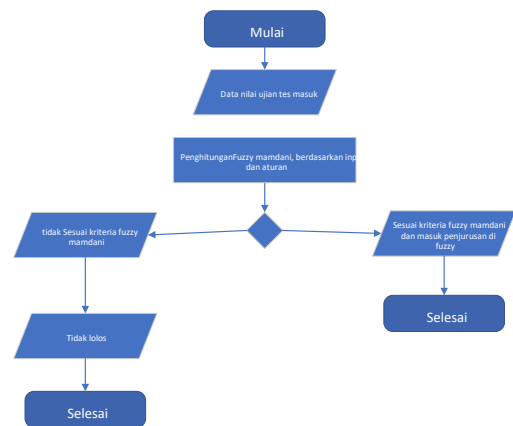 Mulai
Data nilai ujian tes masuk
PenghitunganFuzzy mamdani, berdasarkan inp
dan aturan
tidak Sesuai kriteria fuzzy
mamdani
Sesuai kriteria fuzzy mamdani
dan masuk penjurusan di
fuzzy
Tidak lolos
Selesai
Selesai